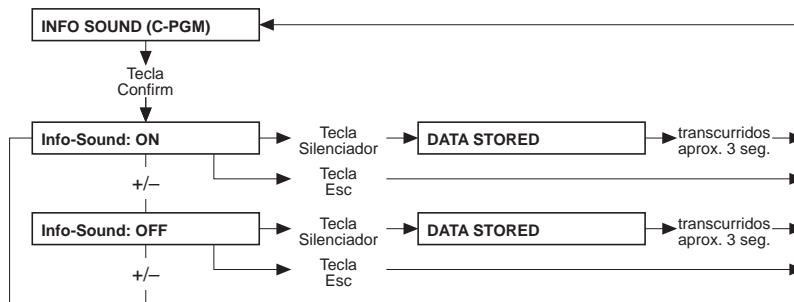 INFO SOUND (C-PGM)
Tecla
Confirm
Info-Sound: ON
Tecla
Silenciador
DATA STORED
transcurridos
aprox. 3 seg.
+/–
Tecla
Esc
Info-Sound: OFF
Tecla
Silenciador
DATA STORED
transcurridos
aprox. 3 seg.
+/–
Tecla
Esc